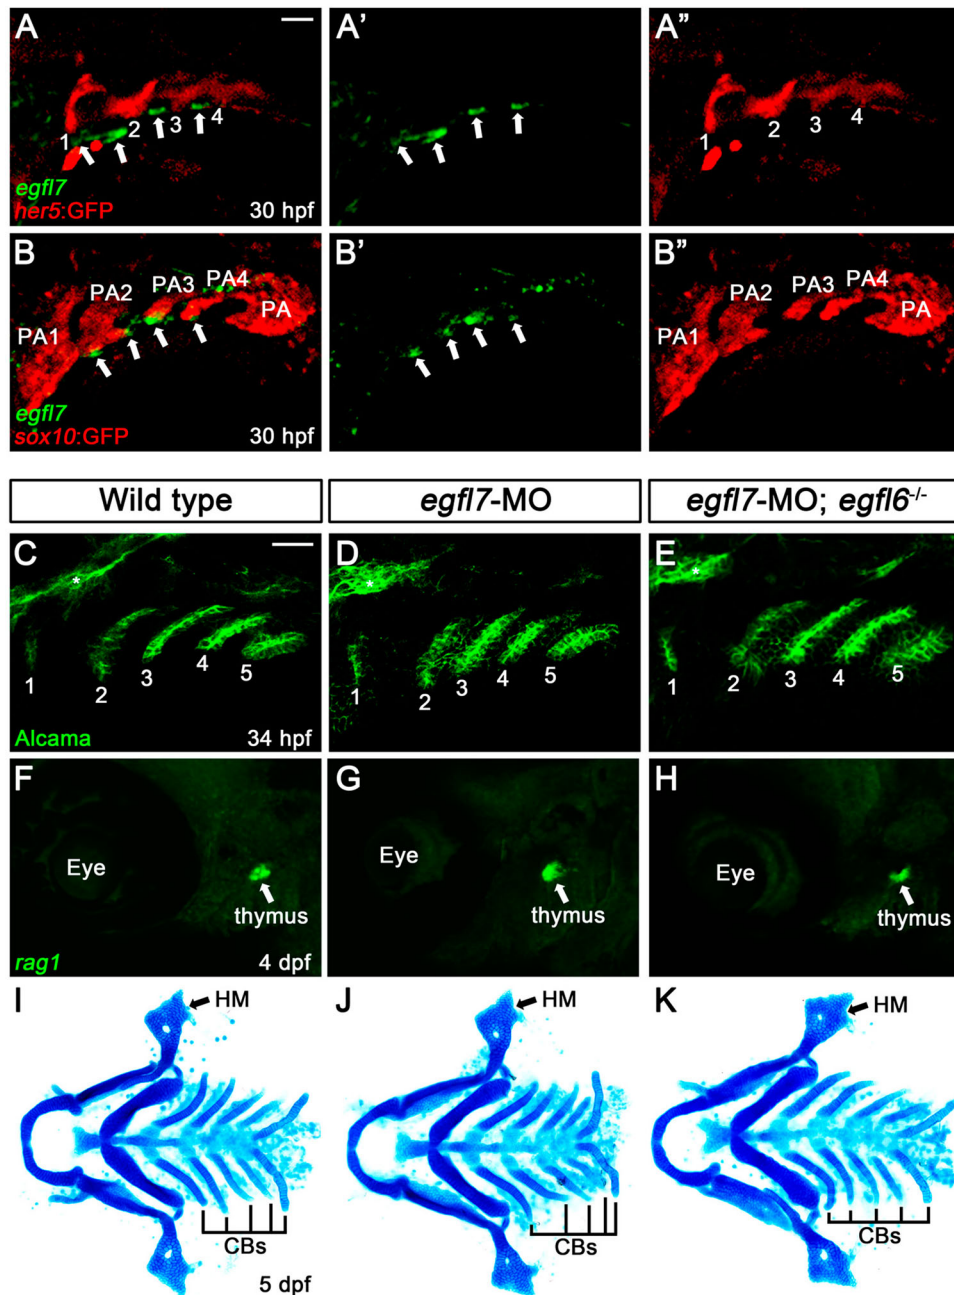 A
A’
A”
1
2
3
4
egfl7
her5:GFP
30 hpf
1
2
3
4
B
B’
B”
PA1
PA2
PA3
PA4
PA
egfl7
sox10:GFP
30 hpf
PA1
PA2
PA3
PA4
PA
Wild type
egfl7-MO
egfl7-MO; egfl6-/-
C
*
1
2
3
4
5
Alcama
34 hpf
D
*
1
2
3
4
5
E
*
1
2
3
4
5
F
Eye
thymus
rag1
4 dpf
G
Eye
thymus
H
Eye
thymus
I
HM
CBs
5 dpf
J
HM
CBs
K
HM
CBs